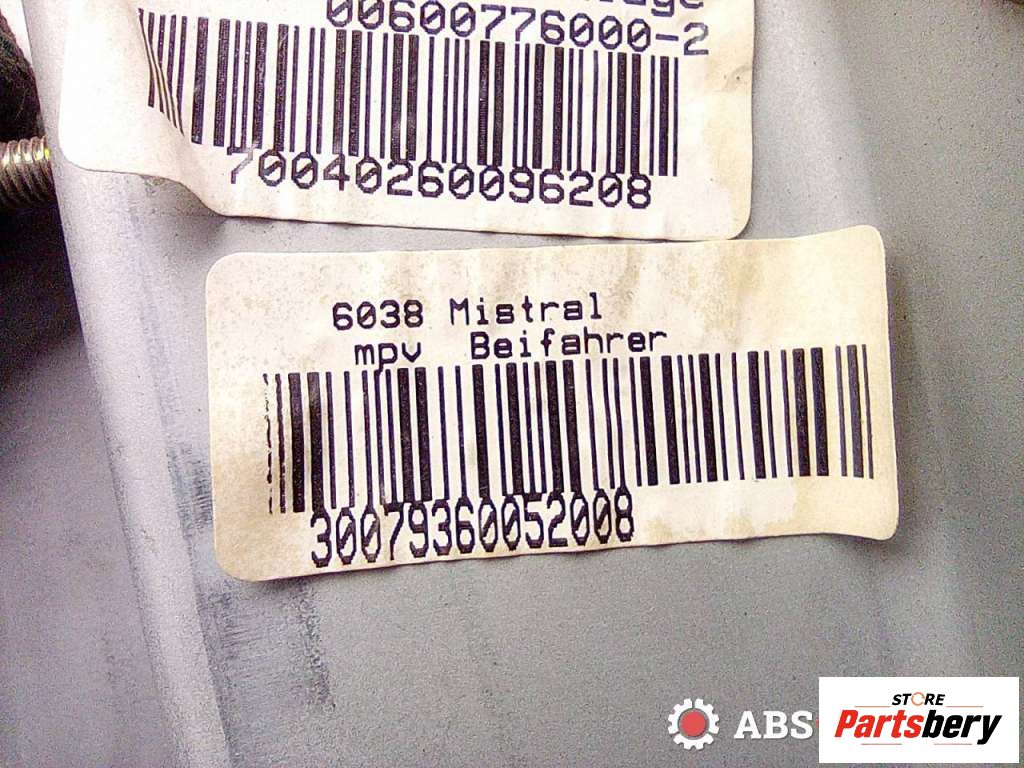 00600776000-2
70040260096208
6038 Mistral
mpv Beifahrer
30079360052008
ABS
STORE
Partsbery